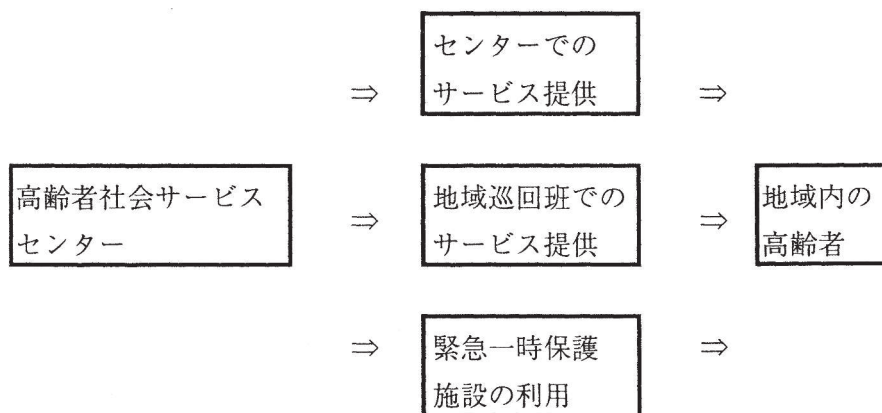 センターでの
サービス提供
⇒ ⇒
高齢者社会サービス
センター
⇒
地域巡回班での
サービス提供
⇒
地域内の
高齢者
⇒
緊急一時保護
施設の利用
⇒